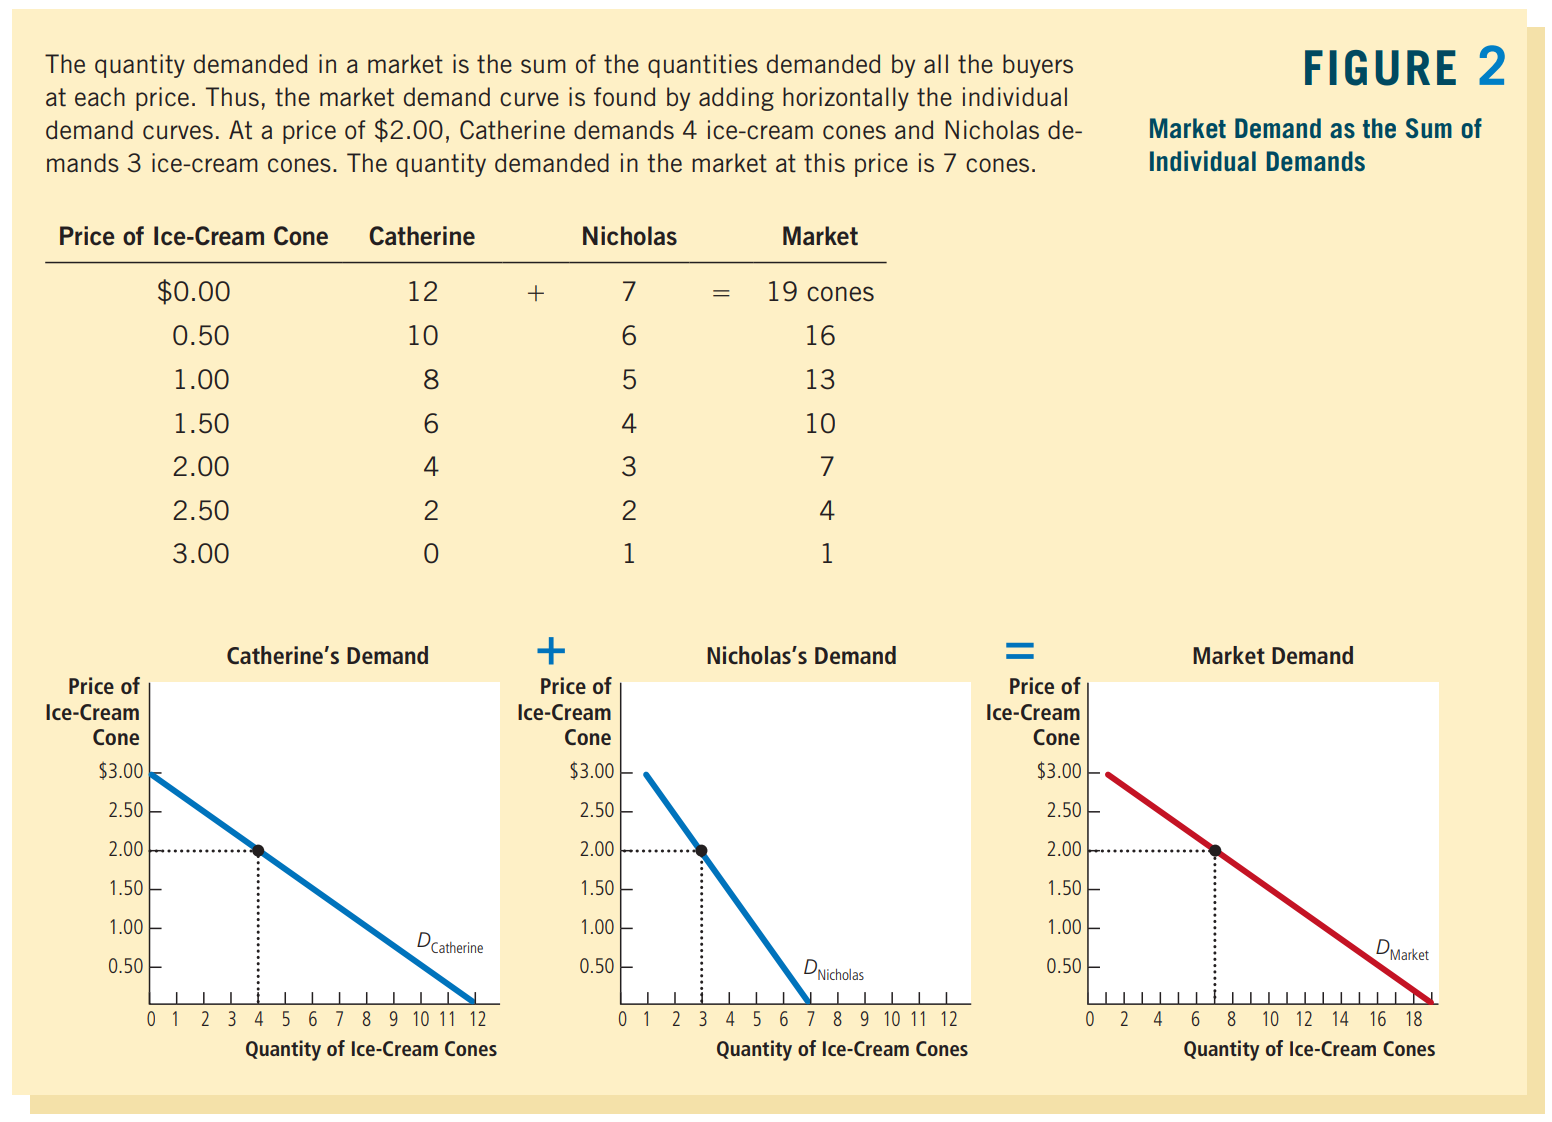 The quantity demanded in a market is the sum of the quantities demanded by all the buyers
at each price. Thus, the market demand curve is found by adding horizontally the individual
demand curves. At a price of $2.00, Catherine demands 4 ice-cream cones and Nicholas de-
mands 3 ice-cream cones. The quantity demanded in the market at this price is 7 cones.
FIGURE 2
Market Demand as the Sum of
Individual Demands
Price of Ice-Cream Cone Catherine Nicholas Market
$0.00 12 + 7 = 19 cones
0.50 10 6 16
1.00 8 5 13
1.50 6 4 10
2.00 4 3 7
2.50 2 2 4
3.00 0 1 1
Catherine's Demand + Nicholas's Demand = Market Demand
Price of
Ice-Cream
Cone
$3.00
2.50
2.00
1.50
1.00
0.50
D Catherine
0 1 2 3 4 5 6 7 8 9 10 11 12
Quantity of Ice-Cream Cones
Price of
Ice-Cream
Cone
$3.00
2.50
2.00
1.50
1.00
0.50
D Nicholas
0 1 2 3 4 5 6 7 8 9 10 11 12
Quantity of Ice-Cream Cones
Price of
Ice-Cream
Cone
$3.00
2.50
2.00
1.50
1.00
0.50
D Market
0 2 4 6 8 10 12 14 16 18
Quantity of Ice-Cream Cones